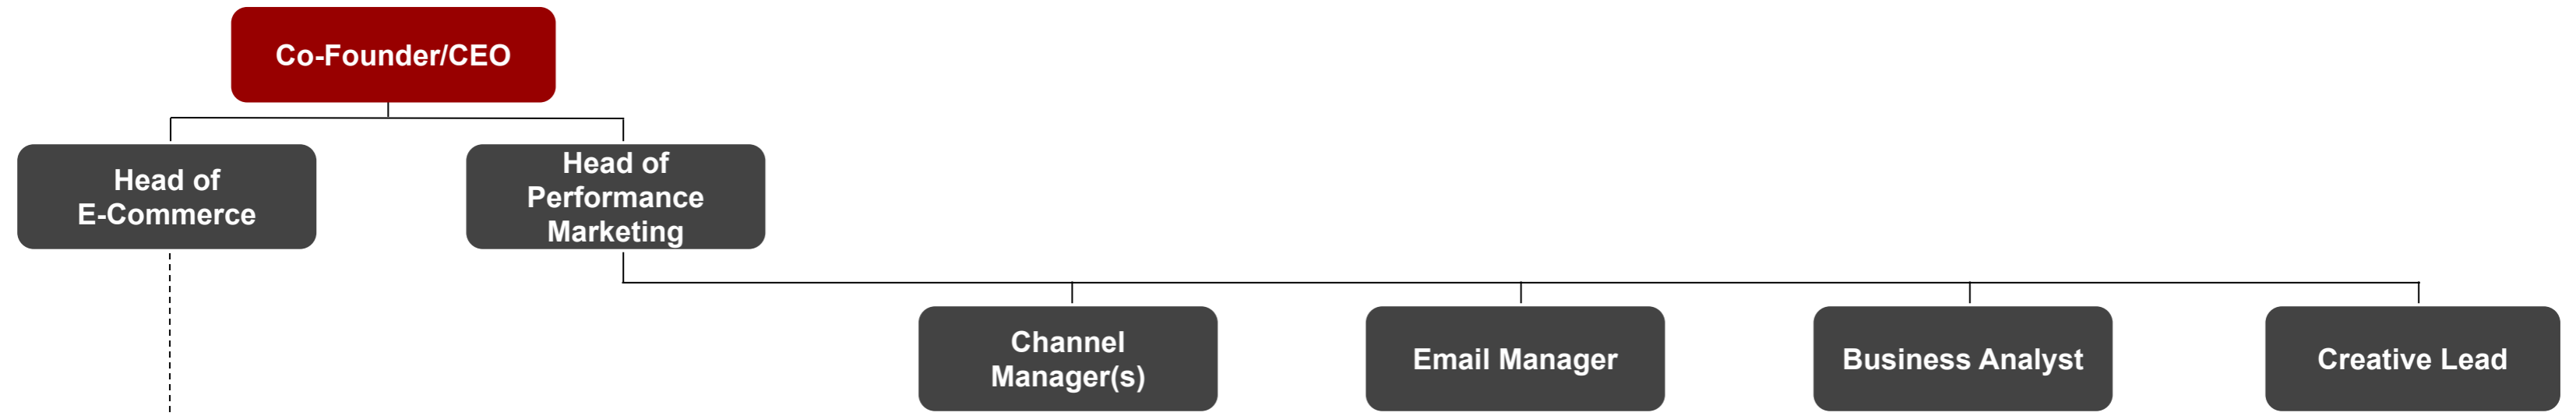 Co-Founder/CEO
Head of
E-Commerce
Head of
Performance
Marketing
Channel
Manager(s)
Email Manager
Business Analyst
Creative Lead